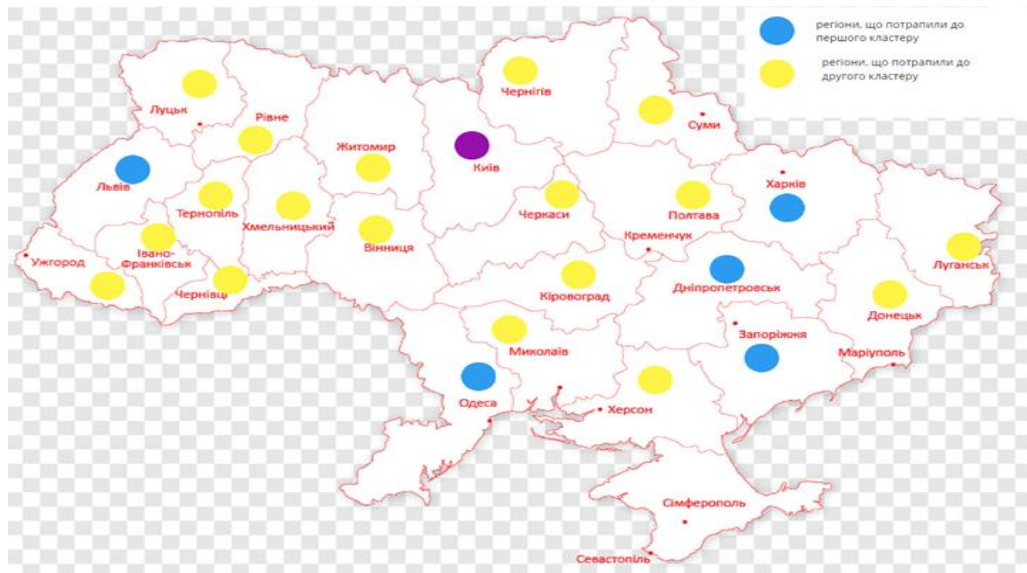 регіони, що потрапили до
першого кластеру
регіони, що потрапили до
другого кластеру
Чернігів
Луцьк
Рівне
Суми
Житомир
Київ
Львів
Харків
Тернопіль
Хмельницький
Черкаси
Полтава
Вінниця
Кременчук
Івано-
Франківськ
Ужгород
Луганськ
Чернівці
Кіровоград
Дніпропетровськ
Донецьк
Запоріжжя
Миколаїв
Маріуполь
Одеса
Херсон
Сімферополь
Севастопіль